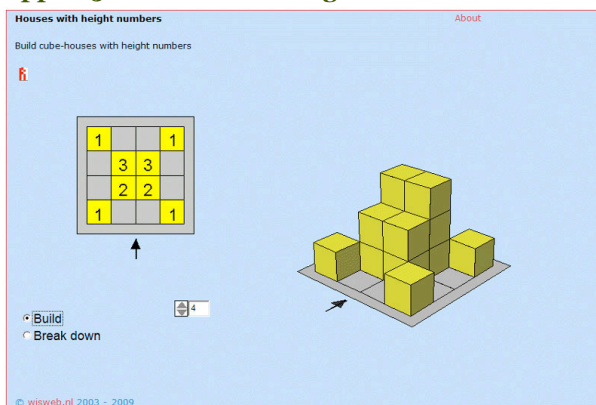 Houses with height numbers
About
Build cube-houses with height numbers
1 1
3 3
2 2
1 1
4
Build
Break down
© wisweb.nl 2003 - 2009